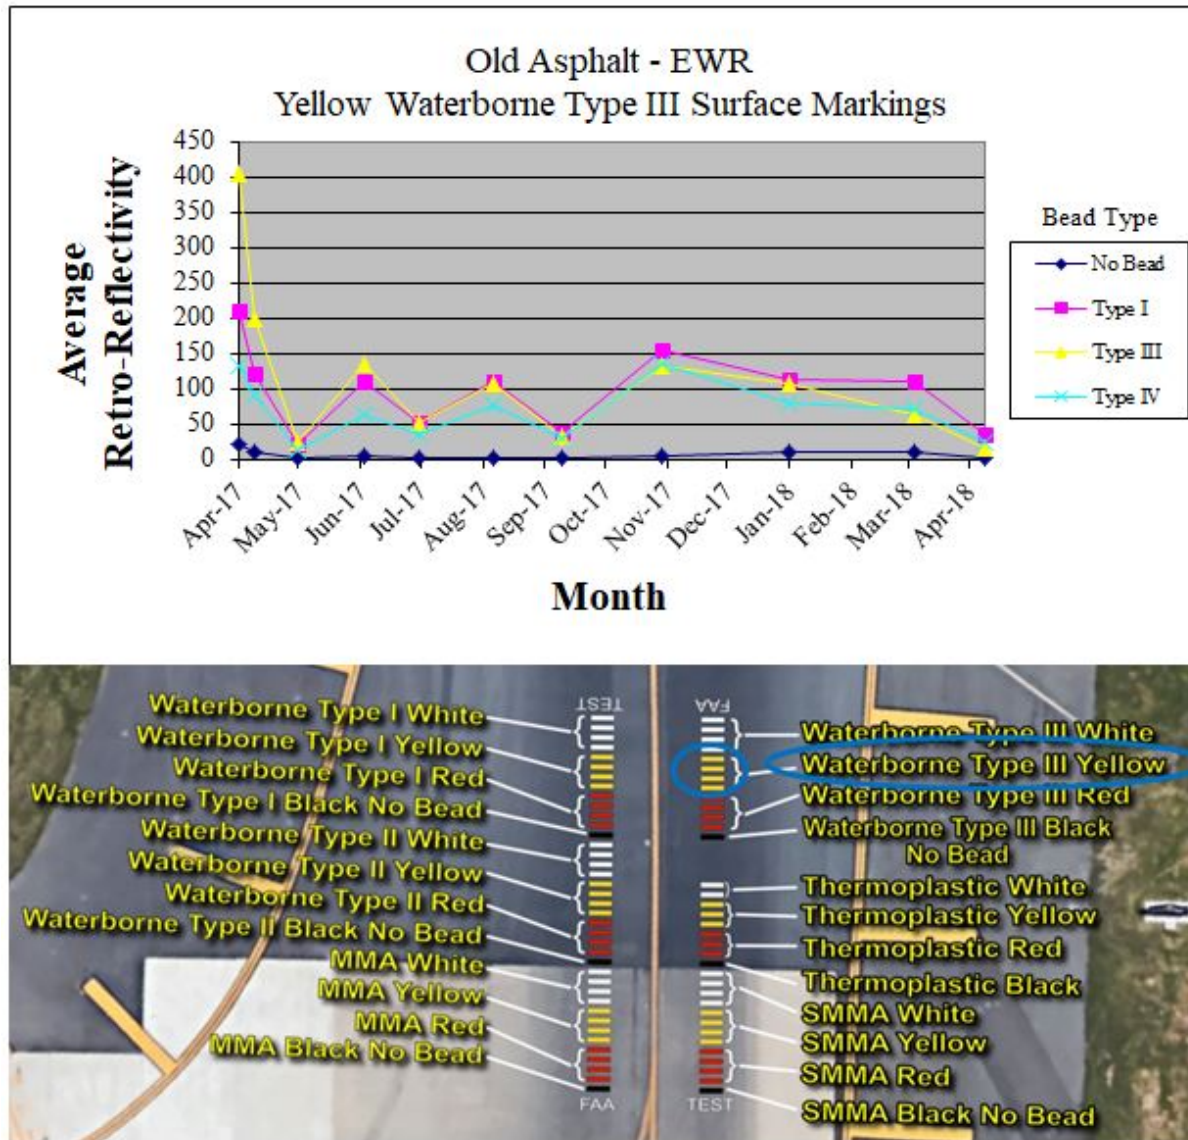 Old Asphalt - EWR
Yellow Waterborne Type III Surface Markings
Average
Retro-Reflectivity
450
400
350
300
250
200
150
100
50
0
Apr-17
May-17
Jun-17
Jul-17
Aug-17
Sep-17
Oct-17
Nov-17
Dec-17
Jan-18
Feb-18
Mar-18
Apr-18
Month
Bead Type
No Bead
Type I
Type III
Type IV
TEST
FAA
Waterborne Type I White
Waterborne Type I Yellow
Waterborne Type I Red
Waterborne Type I Black No Bead
Waterborne Type II White
Waterborne Type II Yellow
Waterborne Type II Red
Waterborne Type II Black No Bead
MMA White
MMA Yellow
MMA Red
MMA Black No Bead
Waterborne Type III White
Waterborne Type III Yellow
Waterborne Type III Red
Waterborne Type III Black
No Bead
Thermoplastic White
Thermoplastic Yellow
Thermoplastic Red
Thermoplastic Black
SMMA White
SMMA Yellow
SMMA Red
SMMA Black No Bead
FAA
TEST